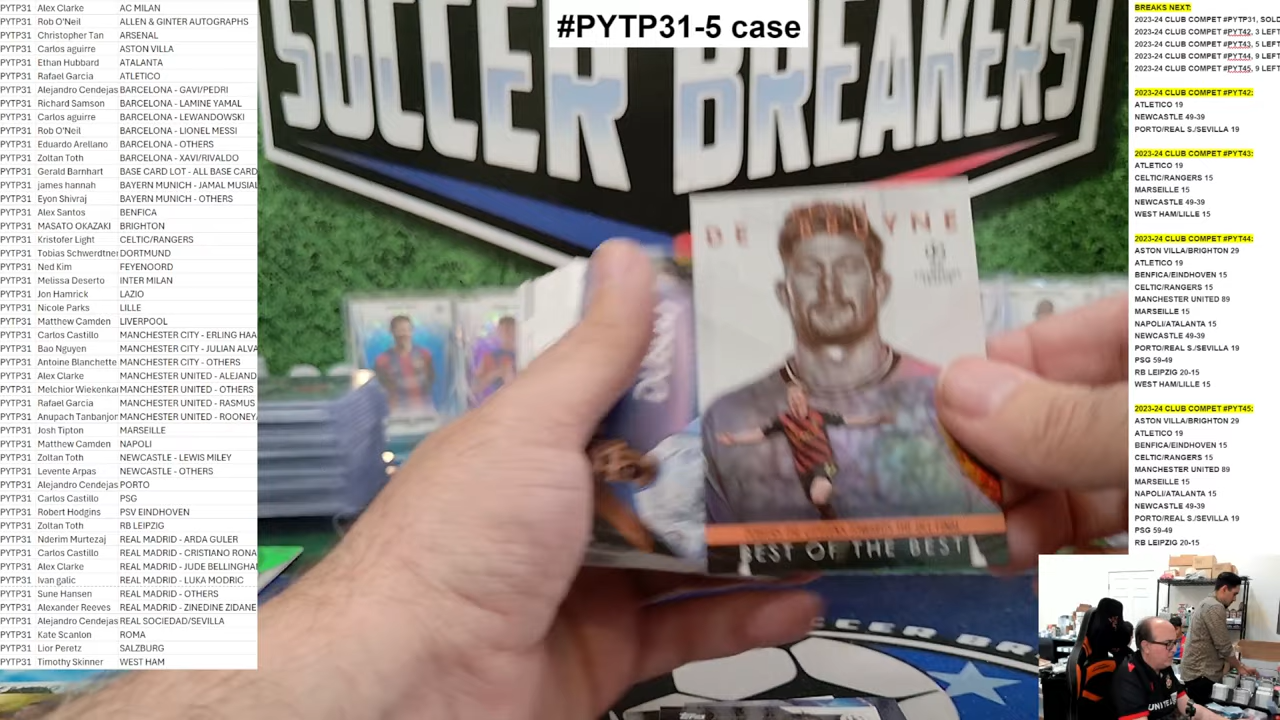 #PYTP31-5 case
SOCCER BREAKERS
PYTP31 Alex Clarke AC MILAN
PYTP31 Rob O'Neil ALLEN & GINTER AUTOGRAPHS
PYTP31 Christopher Tan ARSENAL
PYTP31 Carlos aguirre ASTON VILLA
PYTP31 Ethan Hubbard ATALANTA
PYTP31 Rafael Garcia ATLETICO
PYTP31 Alejandro Cendejas BARCELONA - GAVI/PEDRI
PYTP31 Richard Samson BARCELONA - LAMINE YAMAL
PYTP31 Carlos aguirre BARCELONA - LEWANDOWSKI
PYTP31 Rob O'Neil BARCELONA - LIONEL MESSI
PYTP31 Eduardo Arellano BARCELONA - OTHERS
PYTP31 Zoltan Toth BARCELONA - XAVI/RIVALDO
PYTP31 Gerald Barnhart BASE CARD LOT - ALL BASE CARD
PYTP31 james hannah BAYERN MUNICH - JAMAL MUSIAL
PYTP31 Eyon Shivraj BAYERN MUNICH - OTHERS
PYTP31 Alex Santos BENFICA
PYTP31 MASATO OKAZAKI BRIGHTON
PYTP31 Kristofer Light CELTIC/RANGERS
PYTP31 Tobias Schwerdtner DORTMUND
PYTP31 Ned Kim FEYENOORD
PYTP31 Melissa Deserto INTER MILAN
PYTP31 Jon Hamrick LAZIO
PYTP31 Nicole Parks LILLE
PYTP31 Matthew Camden LIVERPOOL
PYTP31 Carlos Castillo MANCHESTER CITY - ERLING HAA
PYTP31 Bao Nguyen MANCHESTER CITY - JULIAN ALVA
PYTP31 Antoine Blanchette MANCHESTER CITY - OTHERS
PYTP31 Alex Clarke MANCHESTER UNITED - ALEJAND
PYTP31 Melchior Wiekenkar MANCHESTER UNITED - OTHERS
PYTP31 Rafael Garcia MANCHESTER UNITED - RASMUS
PYTP31 Anupach Tanbanjor MANCHESTER UNITED - ROONEY
PYTP31 Josh Tipton MARSEILLE
PYTP31 Matthew Camden NAPOLI
PYTP31 Zoltan Toth NEWCASTLE - LEWIS MILEY
PYTP31 Levente Arpas NEWCASTLE - OTHERS
PYTP31 Alejandro Cendejas PORTO
PYTP31 Carlos Castillo PSG
PYTP31 Robert Hodgins PSV EINDHOVEN
PYTP31 Zoltan Toth RB LEIPZIG
PYTP31 Nderim Murtezaj REAL MADRID - ARDA GULER
PYTP31 Carlos Castillo REAL MADRID - CRISTIANO RONA
PYTP31 Alex Clarke REAL MADRID - JUDE BELLINGHA
PYTP31 ivan galic REAL MADRID - LUKA MODRIC
PYTP31 Sune Hansen REAL MADRID - OTHERS
PYTP31 Alexander Reeves REAL MADRID - ZINEDINE ZIDANE
PYTP31 Alejandro Cendejas REAL SOCIEDAD/SEVILLA
PYTP31 Kate Scanlon ROMA
PYTP31 Lior Peretz SALZBURG
PYTP31 Timothy Skinner WEST HAM
BEST OF THE BEST
BREAKS NEXT:
2023-24 CLUB COMPET #PYTP31, SOLD
2023-24 CLUB COMPET #PYT42, 3 LEFT
2023-24 CLUB COMPET #PYT43, 5 LEFT
2023-24 CLUB COMPET #PYT44, 9 LEFT
2023-24 CLUB COMPET #PYT45, 9 LEFT
2023-24 CLUB COMPET #PYT42:
ATLETICO 19
NEWCASTLE 49-39
PORTO/REAL S./SEVILLA 19
2023-24 CLUB COMPET #PYT43:
ATLETICO 19
CELTIC/RANGERS 15
MARSEILLE 15
NEWCASTLE 49-39
WEST HAM/LILLE 15
2023-24 CLUB COMPET #PYT44:
ASTON VILLA/BRIGHTON 29
ATLETICO 19
BENFICA/EINDHOVEN 15
CELTIC/RANGERS 15
MANCHESTER UNITED 89
MARSEILLE 15
NAPOLI/ATALANTA 15
NEWCASTLE 49-39
PORTO/REAL S./SEVILLA 19
PSG 59-49
RB LEIPZIG 20-15
WEST HAM/LILLE 15
2023-24 CLUB COMPET #PYT45:
ASTON VILLA/BRIGHTON 29
ATLETICO 19
BENFICA/EINDHOVEN 15
CELTIC/RANGERS 15
MANCHESTER UNITED 89
MARSEILLE 15
NAPOLI/ATALANTA 15
NEWCASTLE 49-39
PORTO/REAL S./SEVILLA 19
PSG 59-49
RB LEIPZIG 20-15